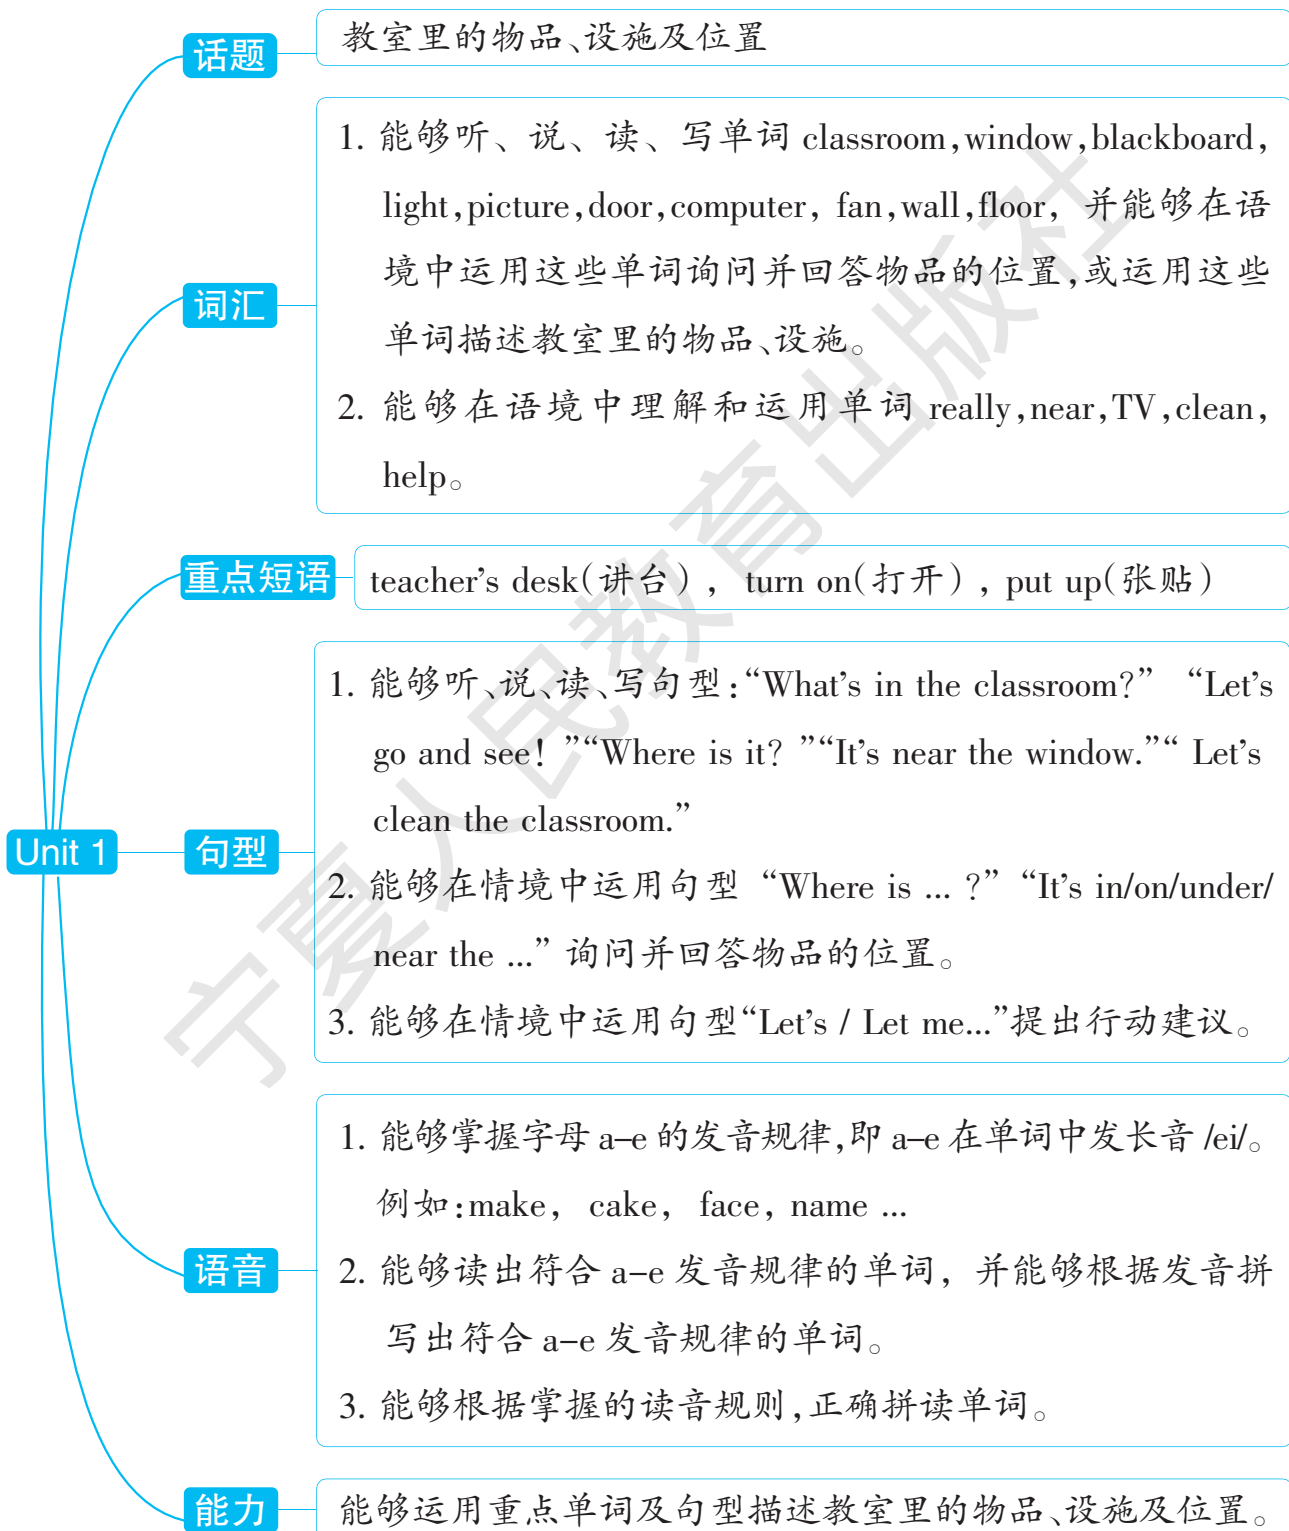 话题
教室里的物品、设施及位置
词汇
1. 能够听、说、读、写单词 classroom,window,blackboard,
light,picture,door,computer, fan,wall,floor, 并能够在语
境中运用这些单词询问并回答物品的位置,或运用这些
单词描述教室里的物品、设施。
2. 能够在语境中理解和运用单词 really,near,TV,clean,
help。
重点短语
teacher's desk(讲台), turn on(打开), put up(张贴)
Unit 1
句型
1. 能够听、说、读、写句型:“What's in the classroom?” “Let's
go and see! ”“Where is it? ”“It's near the window.”“ Let's
clean the classroom.”
2. 能够在情境中运用句型 “Where is ... ?” “It's in/on/under/
near the ...” 询问并回答物品的位置。
3. 能够在情境中运用句型“Let's / Let me...”提出行动建议。
语音
1. 能够掌握字母 a–e 的发音规律,即 a–e 在单词中发长音 /ei/。
例如:make, cake, face, name ...
2. 能够读出符合 a–e 发音规律的单词, 并能够根据发音拼
写出符合 a–e 发音规律的单词。
3. 能够根据掌握的读音规则,正确拼读单词。
能力
能够运用重点单词及句型描述教室里的物品、设施及位置。
宁夏人民教育出版社